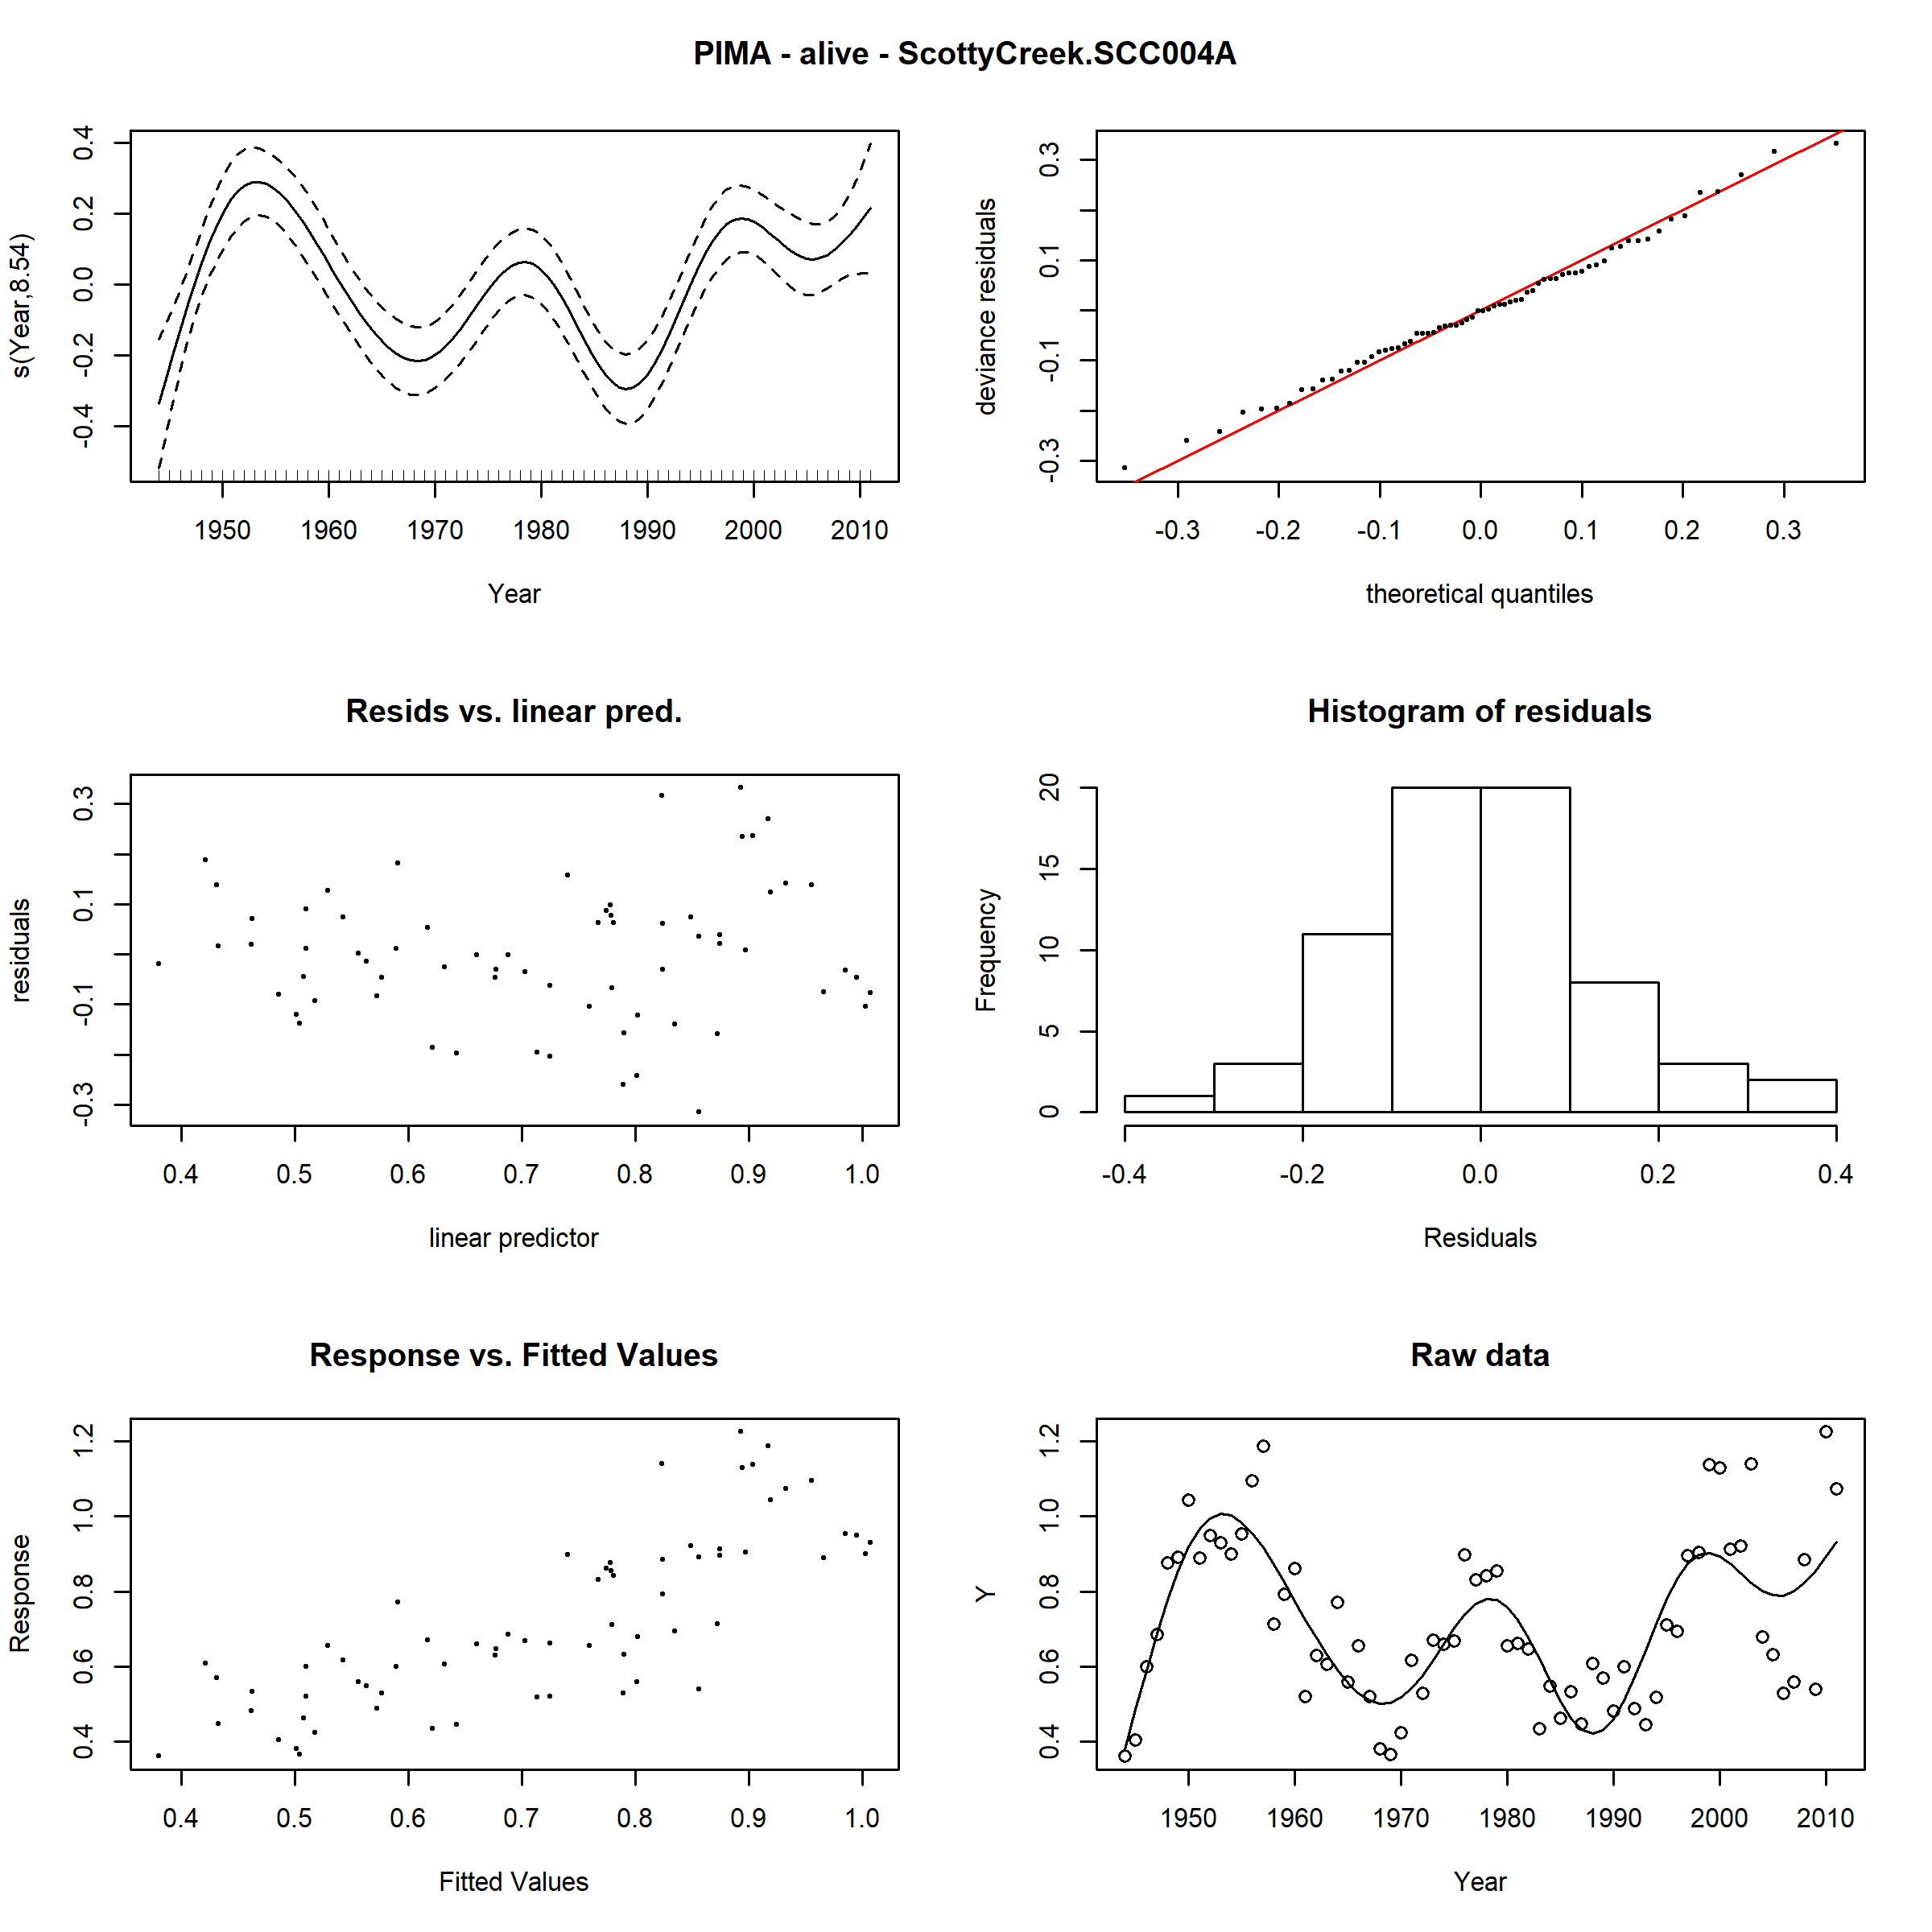 PIMA - alive - ScottyCreek.SCC004A
s(Year,8.54)
0.4
0.2
0.0
-0.2
-0.4
1950 1960 1970 1980 1990 2000 2010
Year
deviance residuals
0.3
0.1
-0.1
-0.3
-0.3 -0.2 -0.1 0.0 0.1 0.2 0.3
theoretical quantiles
Resids vs. linear pred.
residuals
0.3
0.1
-0.1
-0.3
0.4 0.5 0.6 0.7 0.8 0.9 1.0
linear predictor
Histogram of residuals
Frequency
20
15
10
5
0
-0.4 -0.2 0.0 0.2 0.4
Residuals
Response vs. Fitted Values
Response
1.2
1.0
0.8
0.6
0.4
0.4 0.5 0.6 0.7 0.8 0.9 1.0
Fitted Values
Raw data
Y
1.2
1.0
0.8
0.6
0.4
1950 1960 1970 1980 1990 2000 2010
Year